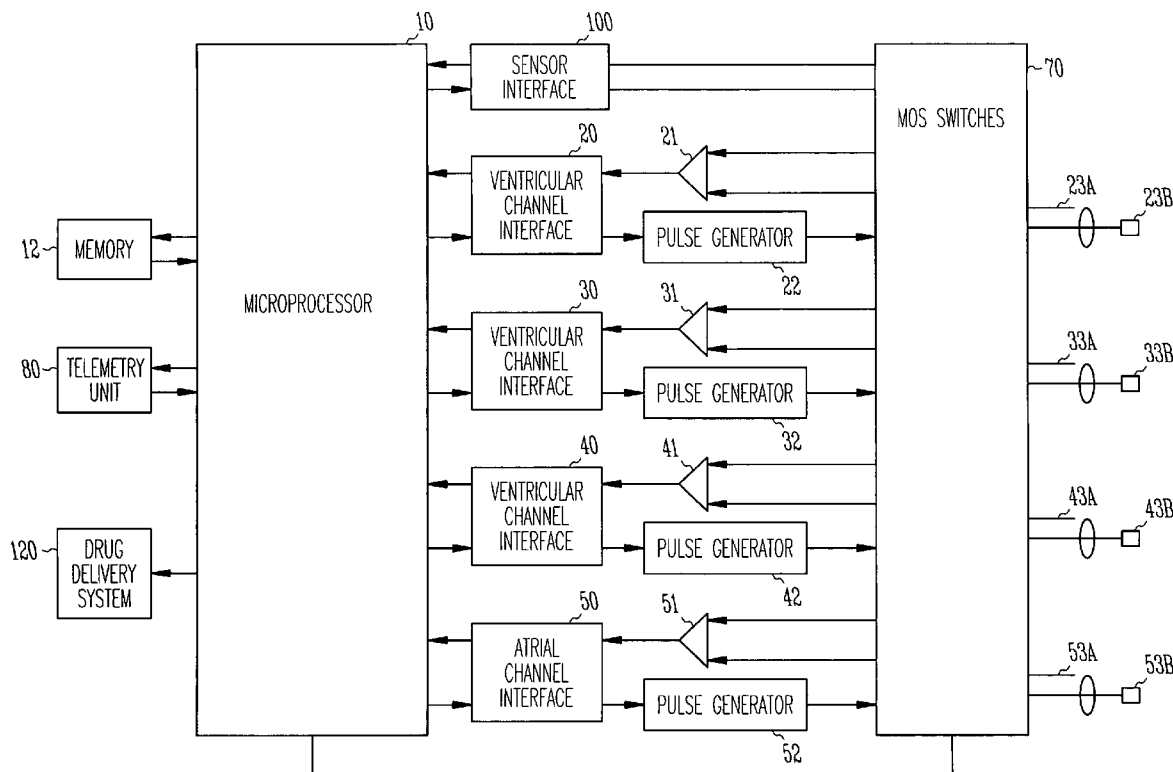 10
100
SENSOR
INTERFACE
70
MICROPROCESSOR
MOS SWITCHES
20
VENTRICULAR
CHANNEL
INTERFACE
21
PULSE GENERATOR
22
23A
23B
12
MEMORY
30
VENTRICULAR
CHANNEL
INTERFACE
31
PULSE GENERATOR
32
33A
33B
80
TELEMETRY
UNIT
40
VENTRICULAR
CHANNEL
INTERFACE
41
PULSE GENERATOR
42
43A
43B
120
DRUG
DELIVERY
SYSTEM
50
ATRIAL
CHANNEL
INTERFACE
51
PULSE GENERATOR
52
53A
53B